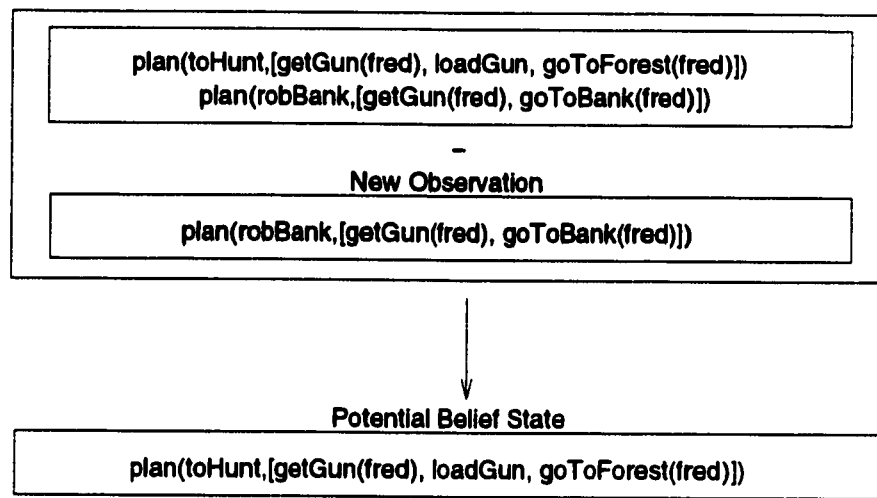 plan(toHunt,[getGun(fred), loadGun, goToForest(fred)])
plan(robBank,[getGun(fred), goToBank(fred)])
-
New Observation
plan(robBank,[getGun(fred), goToBank(fred)])
Potential Belief State
plan(toHunt,[getGun(fred), loadGun, goToForest(fred)])